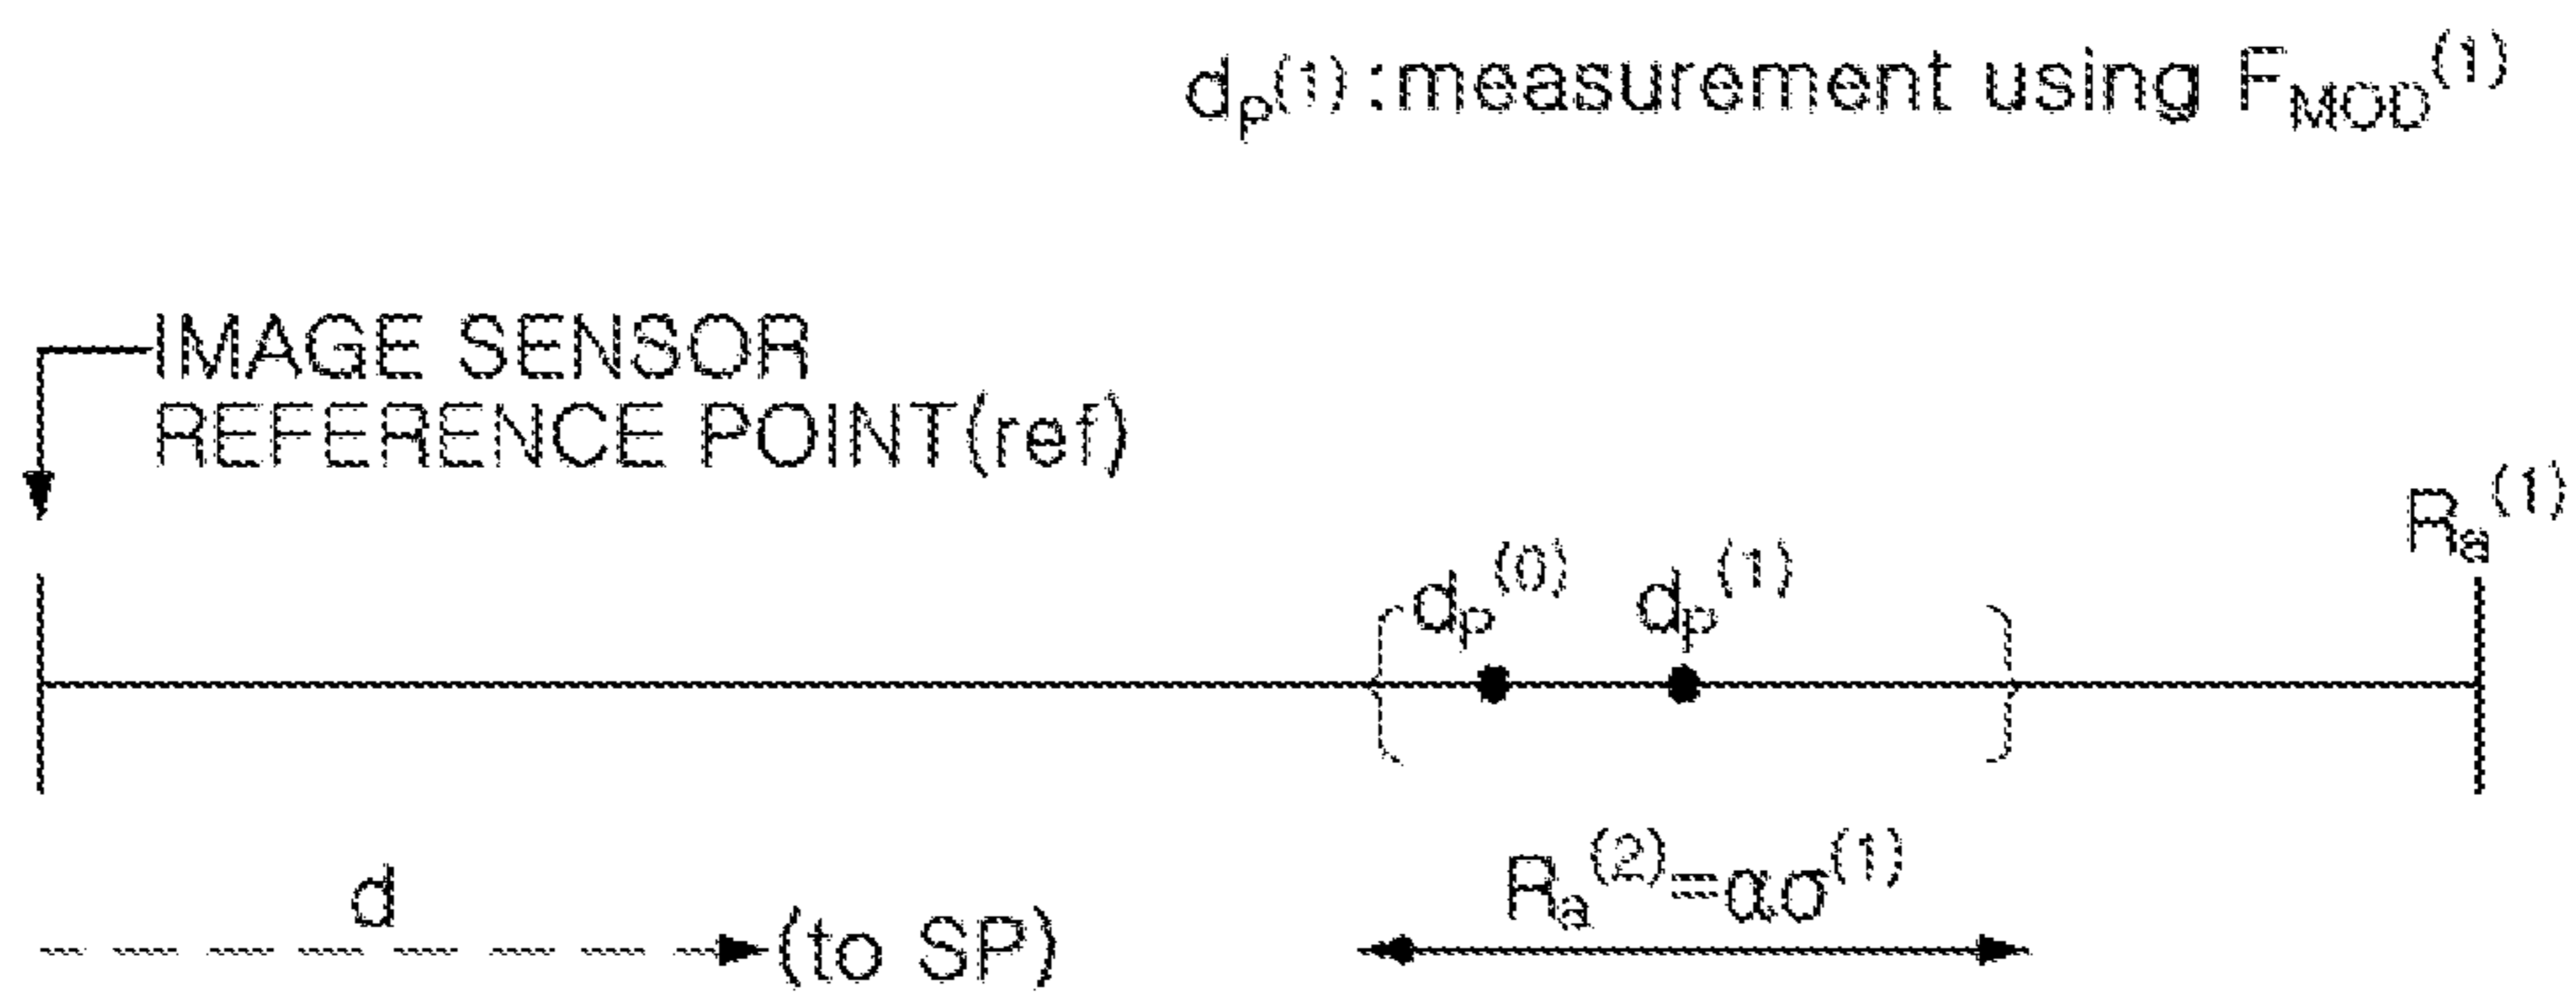 dₚ⁽¹⁾:measurement using F_MOD⁽¹⁾
IMAGE SENSOR
REFERENCE POINT(ref)
Rₐ⁽¹⁾
dₚ⁽⁰⁾ dₚ⁽¹⁾
Rₐ⁽²⁾=ασ⁽¹⁾
d
(to SP)